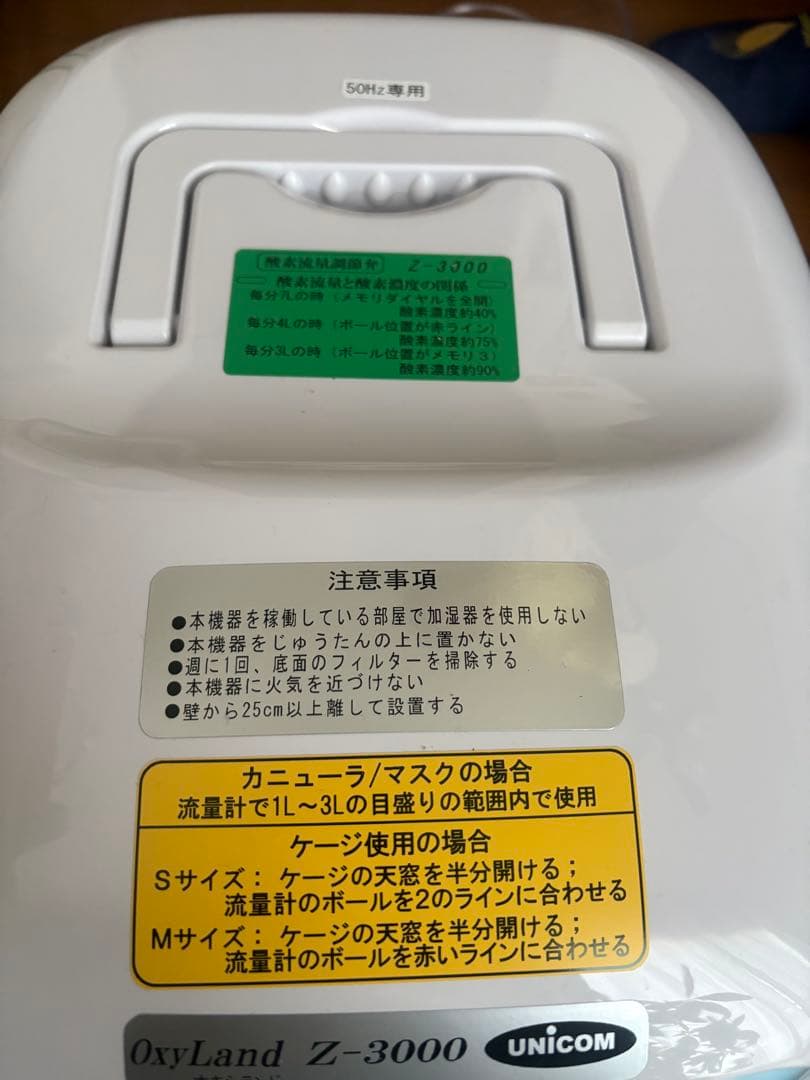 50Hz専用
酸素流量調節弁 Z-3000
酸素流量と酸素濃度の関係
毎分7Lの時（メモリダイヤルを全開）
酸素濃度約40%
毎分4Lの時（ボール位置が赤ライン）
酸素濃度約75%
毎分3Lの時（ボール位置がメモリ3）
酸素濃度約90%
注意事項
●本機器を稼働している部屋で加湿器を使用しない
●本機器をじゅうたんの上に置かない
●週に1回、底面のフィルターを掃除する
●本機器に火気を近づけない
●壁から25cm以上離して設置する
カニューラ/マスクの場合
流量計で1L～3Lの目盛りの範囲内で使用
ケージ使用の場合
Sサイズ：ケージの天窓を半分開ける；
流量計のボールを2のラインに合わせる
Mサイズ：ケージの天窓を半分開ける；
流量計のボールを赤いラインに合わせる
OxyLand Z-3000 UNICOM